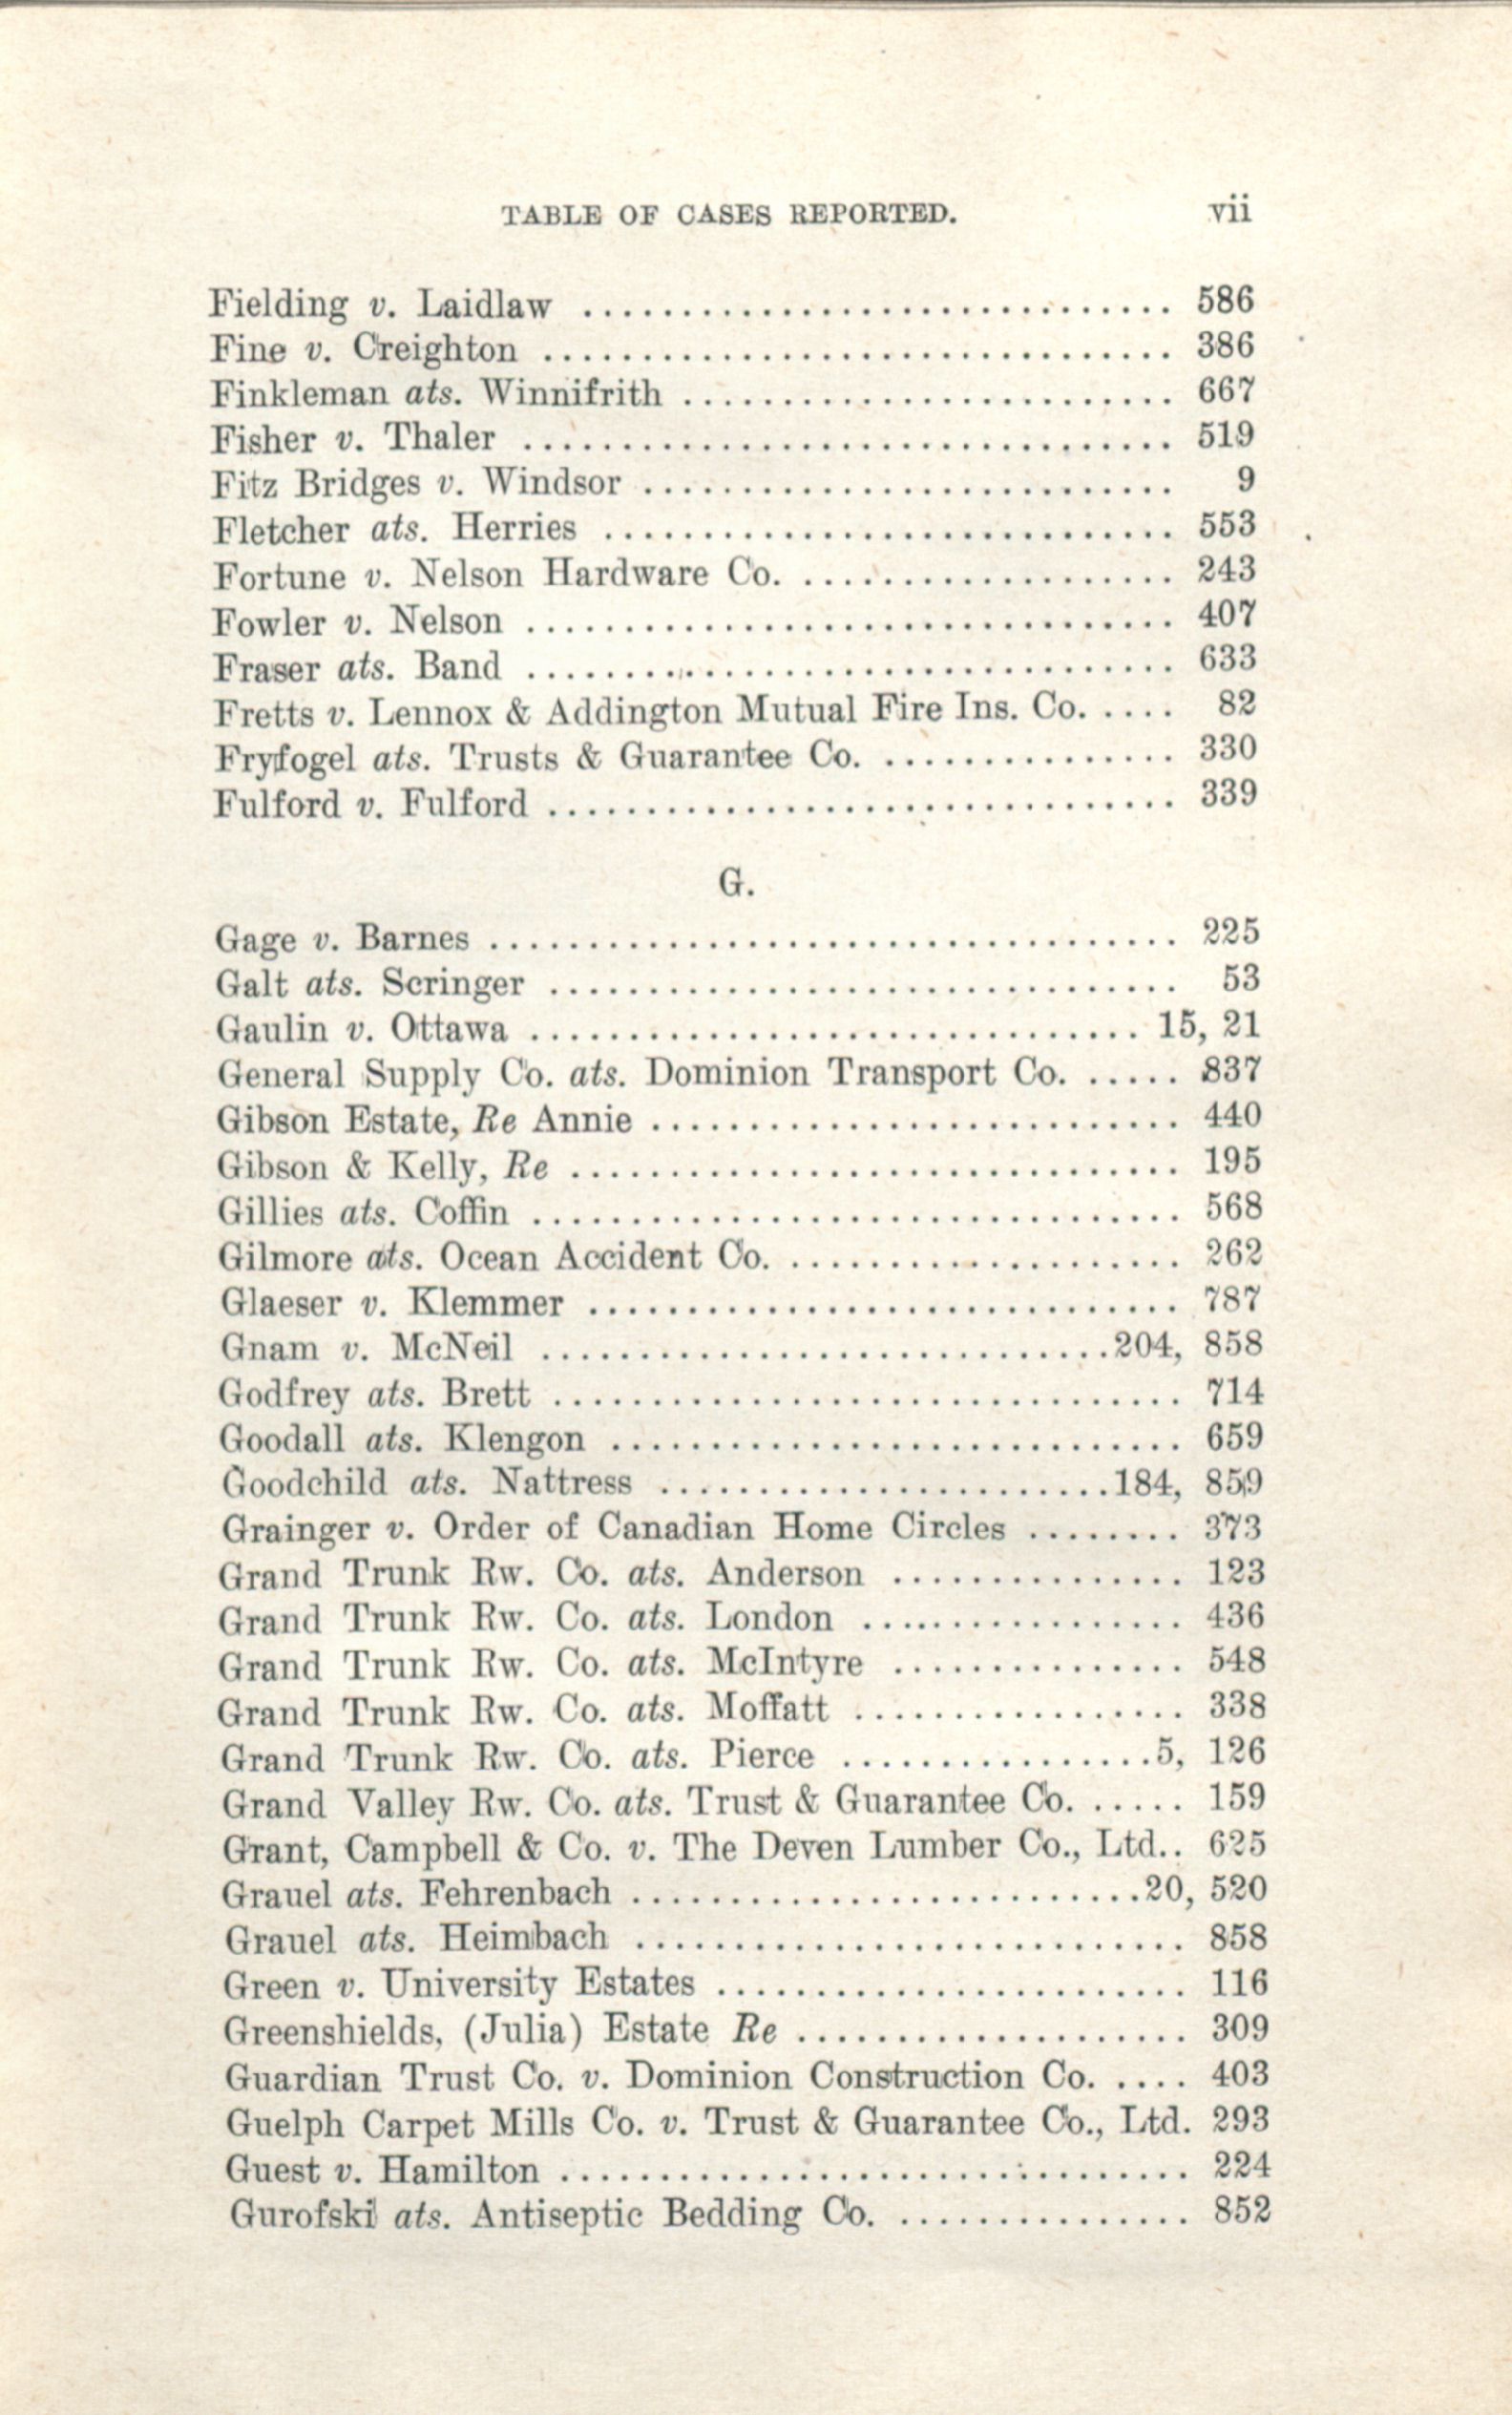 TABLE OF CASES REPORTED. vii
Fielding v. Laidlaw .............................. 586
Fine v. Creighton ................................ 386
Finkleman ats. Winnifrith ......................... 667
Fisher v. Thaler ................................. 519
Fitz Bridges v. Windsor ........................... 9
Fletcher ats. Herries ............................. 553
Fortune v. Nelson Hardware Co. ................... 243
Fowler v. Nelson ................................. 407
Fraser ats. Band ................................. 633
Fretts v. Lennox & Addington Mutual Fire Ins. Co. .... 82
Fryfogel ats. Trusts & Guarantee Co. ............... 330
Fulford v. Fulford ................................ 339
G.
Gage v. Barnes ................................... 225
Galt ats. Scringer ................................ 53
Gaulin v. Ottawa ............................... 15, 21
General Supply Co. ats. Dominion Transport Co. ..... 837
Gibson Estate, Re Annie ........................... 440
Gibson & Kelly, Re ............................... 195
Gillies ats. Coffin ................................. 568
Gilmore ats. Ocean Accident Co. .................... 262
Glaeser v. Klemmer .............................. 787
Gnam v. McNeil .............................204, 858
Godfrey ats. Brett ................................ 714
Goodall ats. Klengon ............................. 659
Goodchild ats. Nattress .......................184, 859
Grainger v. Order of Canadian Home Circles ........ 373
Grand Trunk Rw. Co. ats. Anderson ............... 123
Grand Trunk Rw. Co. ats. London ................ 436
Grand Trunk Rw. Co. ats. McIntyre ............... 548
Grand Trunk Rw. Co. ats. Moffatt ................. 338
Grand Trunk Rw. Co. ats. Pierce ................5, 126
Grand Valley Rw. Co. ats. Trust & Guarantee Co. ..... 159
Grant, Campbell & Co. v. The Deven Lumber Co., Ltd.. 625
Grauel ats. Fehrenbach ..........................20, 520
Grauel ats. Heimbach ............................ 858
Green v. University Estates ........................ 116
Greenshields, (Julia) Estate Re .................... 309
Guardian Trust Co. v. Dominion Construction Co. .... 403
Guelph Carpet Mills Co. v. Trust & Guarantee Co., Ltd. 293
Guest v. Hamilton ................................ 224
Gurofski ats. Antiseptic Bedding Co. ............... 852